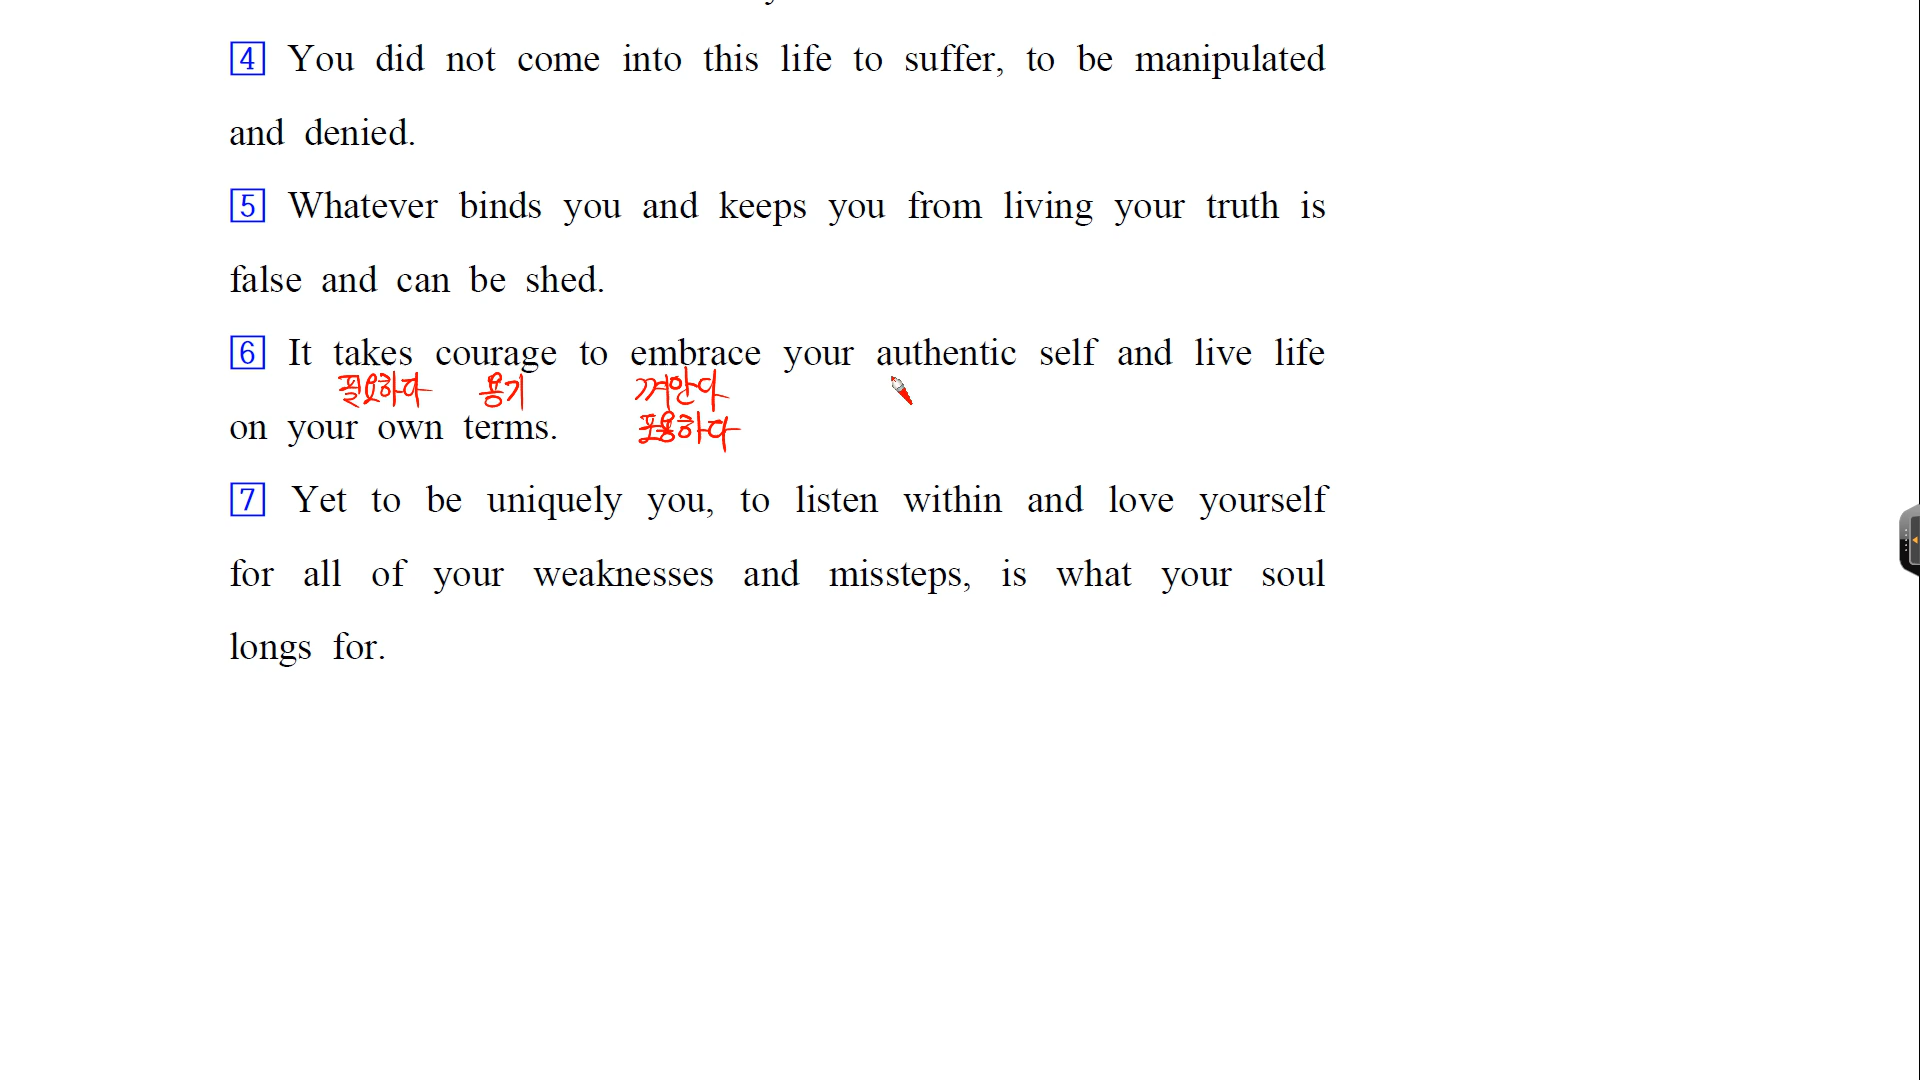 4 You did not come into this life to suffer, to be manipulated
and denied.
5 Whatever binds you and keeps you from living your truth is
false and can be shed.
6 It takes courage to embrace your authentic self and live life
필요하다 용기 껴안다
on your own terms. 포용하다
7 Yet to be uniquely you, to listen within and love yourself
for all of your weaknesses and missteps, is what your soul
longs for.